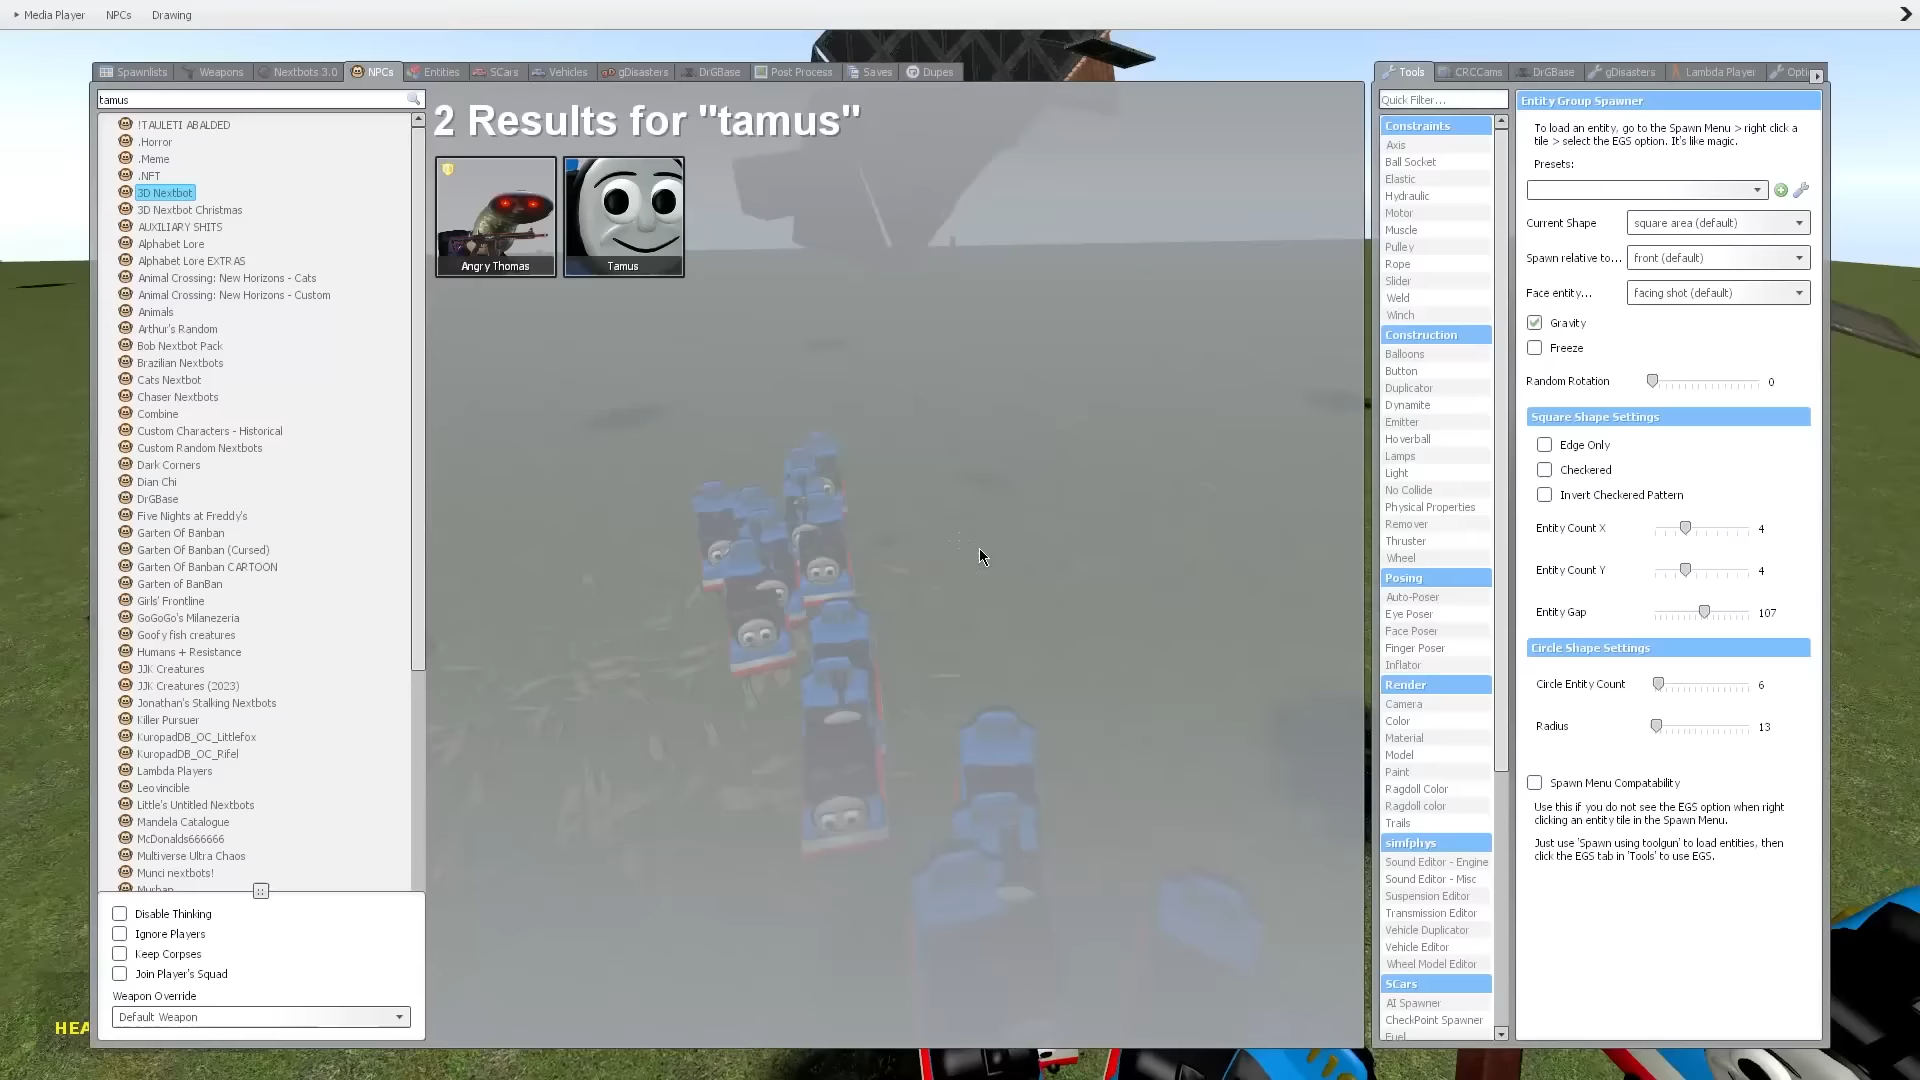 Media Player NPCs Drawing
Spawnlists Weapons Nextbots 3.0 NPCs Entities SCars Vehicles gDisasters DrGBase Post Process Saves Dupes
tamus
!TAULETI ABALDED
.Horror
.Meme
.NFT
3D Nextbot
3D Nextbot Christmas
AUXILIARY SHITS
Alphabet Lore
Alphabet Lore EXTRAS
Animal Crossing: New Horizons - Cats
Animal Crossing: New Horizons - Custom
Animals
Arthur's Random
Bob Nextbot Pack
Brazilian Nextbots
Cats Nextbot
Chaser Nextbots
Combine
Custom Characters - Historical
Custom Random Nextbots
Dark Corners
Dian Chi
DrGBase
Five Nights at Freddy's
Garten Of Banban
Garten Of Banban (Cursed)
Garten Of Banban CARTOON
Garten of BanBan
Girls' Frontline
GoGoGo's Milanezeria
Goofy fish creatures
Humans + Resistance
JJK Creatures
JJK Creatures (2023)
Jonathan's Stalking Nextbots
Killer Pursuer
KuropadDB_OC_Littlefox
KuropadDB_OC_Rifel
Lambda Players
Leovincible
Little's Untitled Nextbots
Mandela Catalogue
McDonalds666666
Multiverse Ultra Chaos
Munci nextbots!
Disable Thinking
Ignore Players
Keep Corpses
Join Player's Squad
Weapon Override
Default Weapon
HEA
2 Results for "tamus"
Angry Thomas
Tamus
Tools CRCCams DrGBase gDisasters Lambda Player Opti
Quick Filter...
Constraints
Axis
Ball Socket
Elastic
Hydraulic
Motor
Muscle
Pulley
Rope
Slider
Weld
Winch
Construction
Balloons
Button
Duplicator
Dynamite
Emitter
Hoverball
Lamps
Light
No Collide
Physical Properties
Remover
Thruster
Wheel
Posing
Auto-Poser
Eye Poser
Face Poser
Finger Poser
Inflator
Render
Camera
Color
Material
Model
Paint
Ragdoll Color
Ragdoll color
Trails
simfphys
Sound Editor - Engine
Sound Editor - Misc
Suspension Editor
Transmission Editor
Vehicle Duplicator
Vehicle Editor
Wheel Model Editor
SCars
AI Spawner
CheckPoint Spawner
Fuel
Entity Group Spawner
To load an entity, go to the Spawn Menu > right click a
tile > select the EGS option. It's like magic.
Presets:
Current Shape square area (default)
Spawn relative to... front (default)
Face entity... facing shot (default)
Gravity
Freeze
Random Rotation 0
Square Shape Settings
Edge Only
Checkered
Invert Checkered Pattern
Entity Count X 4
Entity Count Y 4
Entity Gap 107
Circle Shape Settings
Circle Entity Count 6
Radius 13
Spawn Menu Compatability
Use this if you do not see the EGS option when right
clicking an entity tile in the Spawn Menu.
Just use 'Spawn using toolgun' to load entities, then
click the EGS tab in 'Tools' to use EGS.